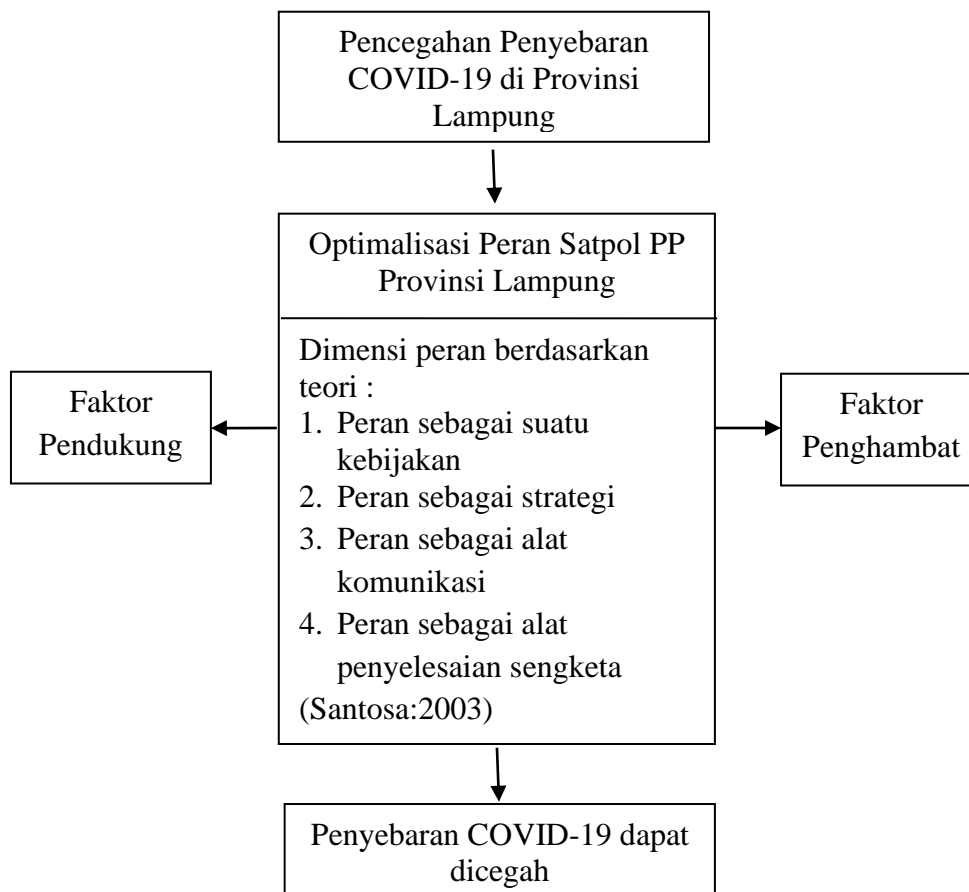 Pencegahan Penyebaran
COVID-19 di Provinsi
Lampung
Optimalisasi Peran Satpol PP
Provinsi Lampung
Dimensi peran berdasarkan
teori :
1. Peran sebagai suatu
kebijakan
2. Peran sebagai strategi
3. Peran sebagai alat
komunikasi
4. Peran sebagai alat
penyelesaian sengketa
(Santosa:2003)
Faktor
Pendukung
Faktor
Penghambat
Penyebaran COVID-19 dapat
dicegah